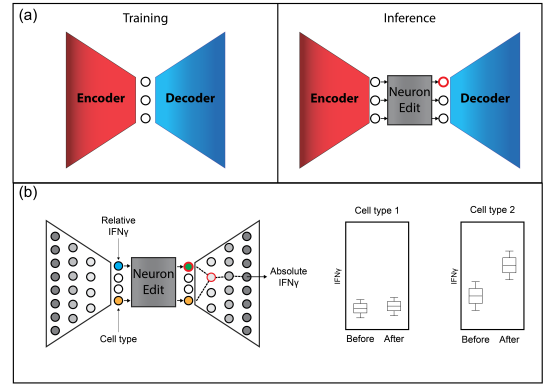 (a)
Training
Inference
Encoder
Decoder
Encoder
Neuron
Edit
Decoder
(b)
Relative
IFNγ
Neuron
Edit
Absolute
IFNγ
Cell type
Cell type 1
IFNγ
Before
After
Cell type 2
IFNγ
Before
After